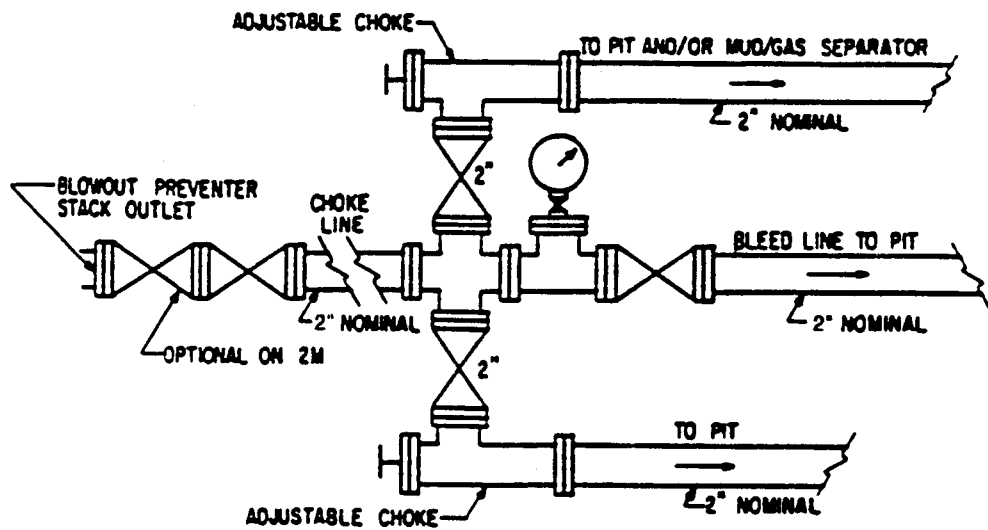 ADJUSTABLE CHOKE
TO PIT AND/OR MUD/GAS SEPARATOR
2" NOMINAL
2"
BLOWOUT PREVENTER
STACK OUTLET
CHOKE
LINE
BLEED LINE TO PIT
2" NOMINAL
2" NOMINAL
OPTIONAL ON 2M
2"
TO PIT
2" NOMINAL
ADJUSTABLE CHOKE